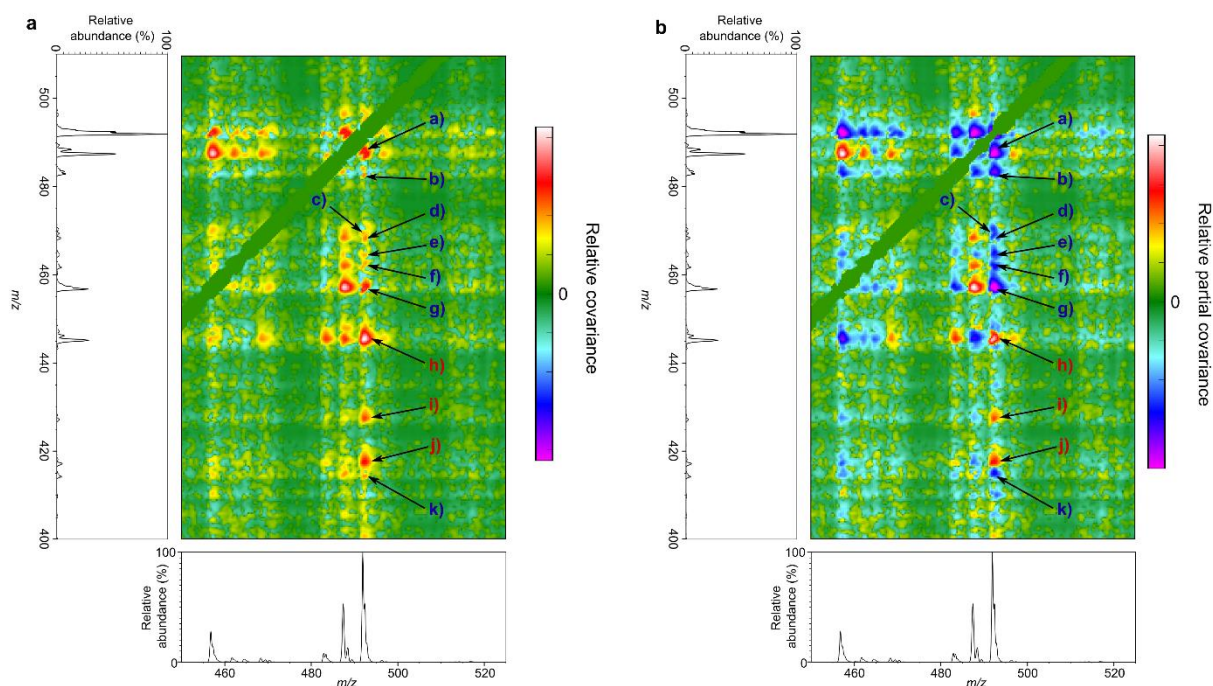 a
Relative
abundance (%)
0
100
500
480
460
440
420
400
m/z
a)
b)
c)
d)
e)
f)
g)
h)
i)
j)
k)
0
Relative covariance
Relative
abundance (%)
100
0
460
480
500
520
m/z
b
Relative
abundance (%)
0
100
500
480
460
440
420
400
m/z
a)
b)
c)
d)
e)
f)
g)
h)
i)
j)
k)
0
Relative partial covariance
Relative
abundance (%)
100
0
460
480
500
520
m/z